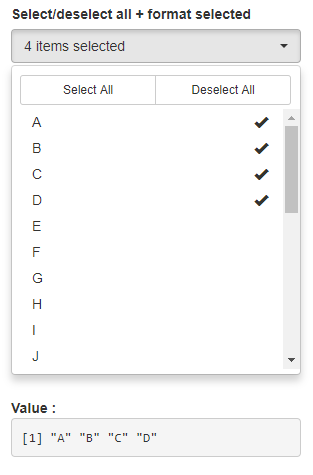 Select/deselect all + format selected
4 items selected
Select All Deselect All
A
B
C
D
E
F
G
H
I
J
Value :
[1] "A" "B" "C" "D"